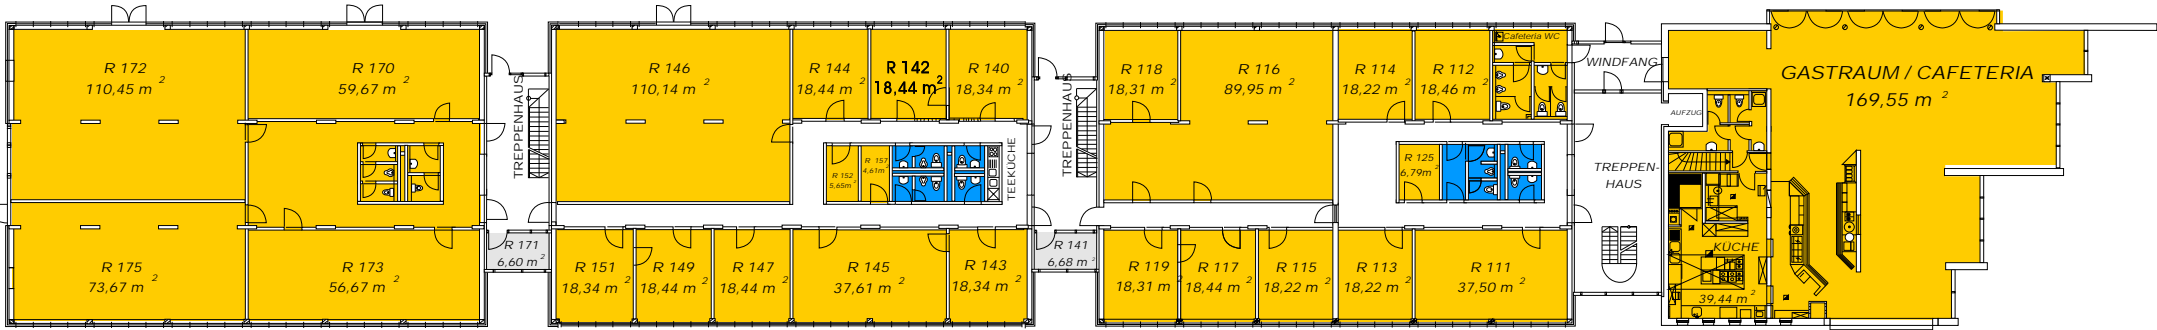 R 172
110,45 m 2
R 170
59,67 m 2
R 175
73,67 m 2
R 173
56,67 m 2
TREPPENHAUS
R 171
6,60 m 2
R 146
110,14 m 2
R 144
18,44 m 2
R 142
18,44 m 2
R 140
18,34 m 2
R 152
5,65m 2
R 157
4,61m 2
TEEKÜCHE
R 151
18,34 m 2
R 149
18,44 m 2
R 147
18,44 m 2
R 145
37,61 m 2
R 143
18,34 m 2
TREPPENHAUS
R 141
6,68 m 2
R 118
18,31 m 2
R 116
89,95 m 2
R 114
18,22 m 2
R 112
18,46 m 2
Cafeteria WC
R 125
6,79m 2
R 119
18,31 m 2
R 117
18,44 m 2
R 115
18,22 m 2
R 113
18,22 m 2
R 111
37,50 m 2
WINDFANG
TREPPEN-
HAUS
AUFZUG
GASTRAUM / CAFETERIA
169,55 m 2
KÜCHE
39,44 m 2